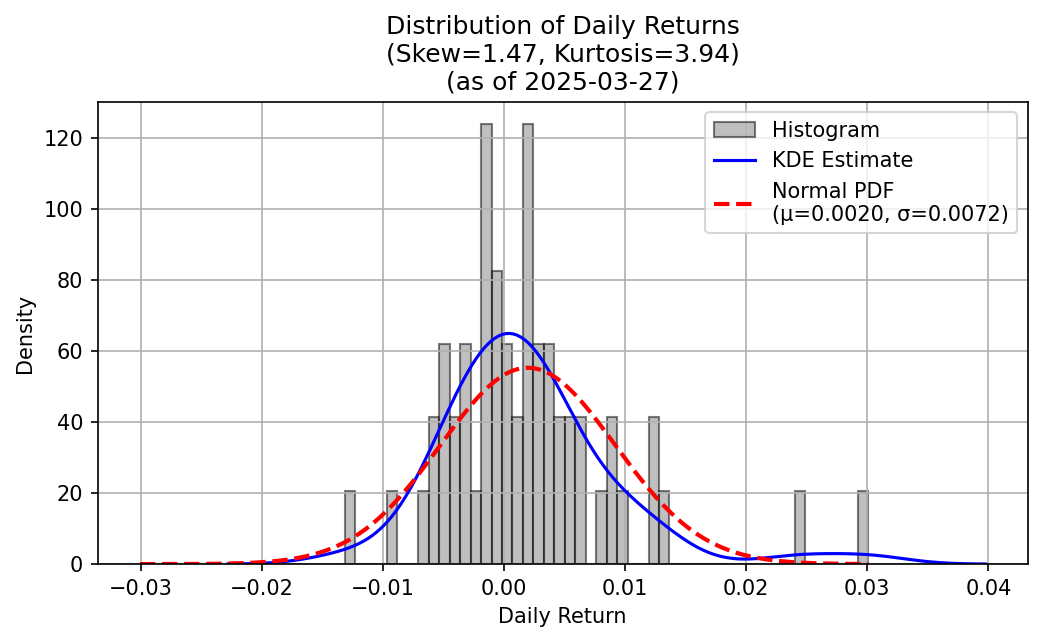 Distribution of Daily Returns
(Skew=1.47, Kurtosis=3.94)
(as of 2025-03-27)
Histogram
KDE Estimate
Normal PDF
(μ=0.0020, σ=0.0072)
Density
120
100
80
60
40
20
0
−0.03 −0.02 −0.01 0.00 0.01 0.02 0.03 0.04
Daily Return